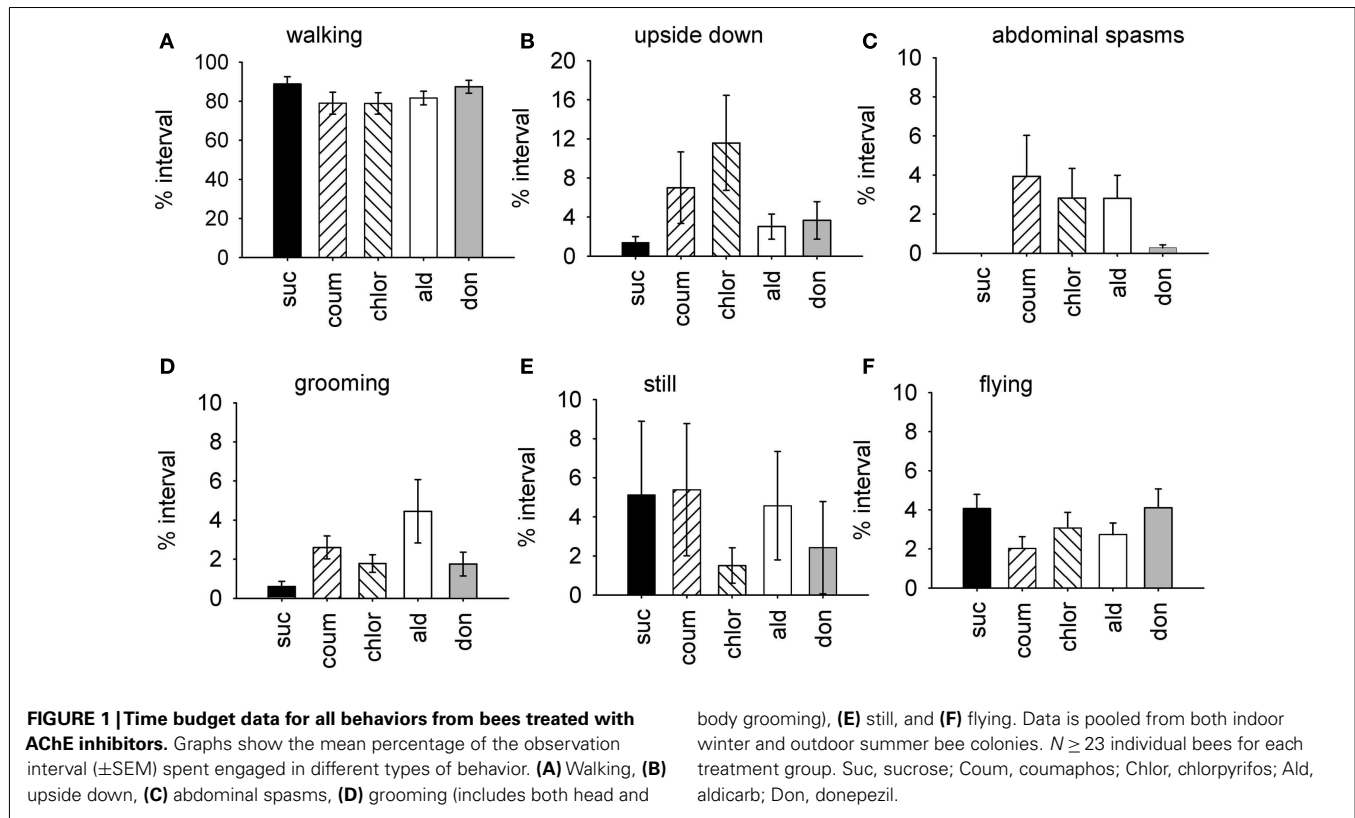 A walking
% interval
100
80
60
40
20
0
suc coum chlor ald don
B upside down
% interval
20
16
12
8
4
0
suc coum chlor ald don
C abdominal spasms
% interval
10
8
6
4
2
0
suc coum chlor ald don
D grooming
% interval
10
8
6
4
2
0
suc coum chlor ald don
E still
% interval
10
8
6
4
2
0
suc coum chlor ald don
F flying
% interval
10
8
6
4
2
0
suc coum chlor ald don
FIGURE 1 | Time budget data for all behaviors from bees treated with
AChE inhibitors. Graphs show the mean percentage of the observation
interval (±SEM) spent engaged in different types of behavior. (A) Walking, (B)
upside down, (C) abdominal spasms, (D) grooming (includes both head and
body grooming), (E) still, and (F) flying. Data is pooled from both indoor
winter and outdoor summer bee colonies. N ≥ 23 individual bees for each
treatment group. Suc, sucrose; Coum, coumaphos; Chlor, chlorpyrifos; Ald,
aldicarb; Don, donepezil.